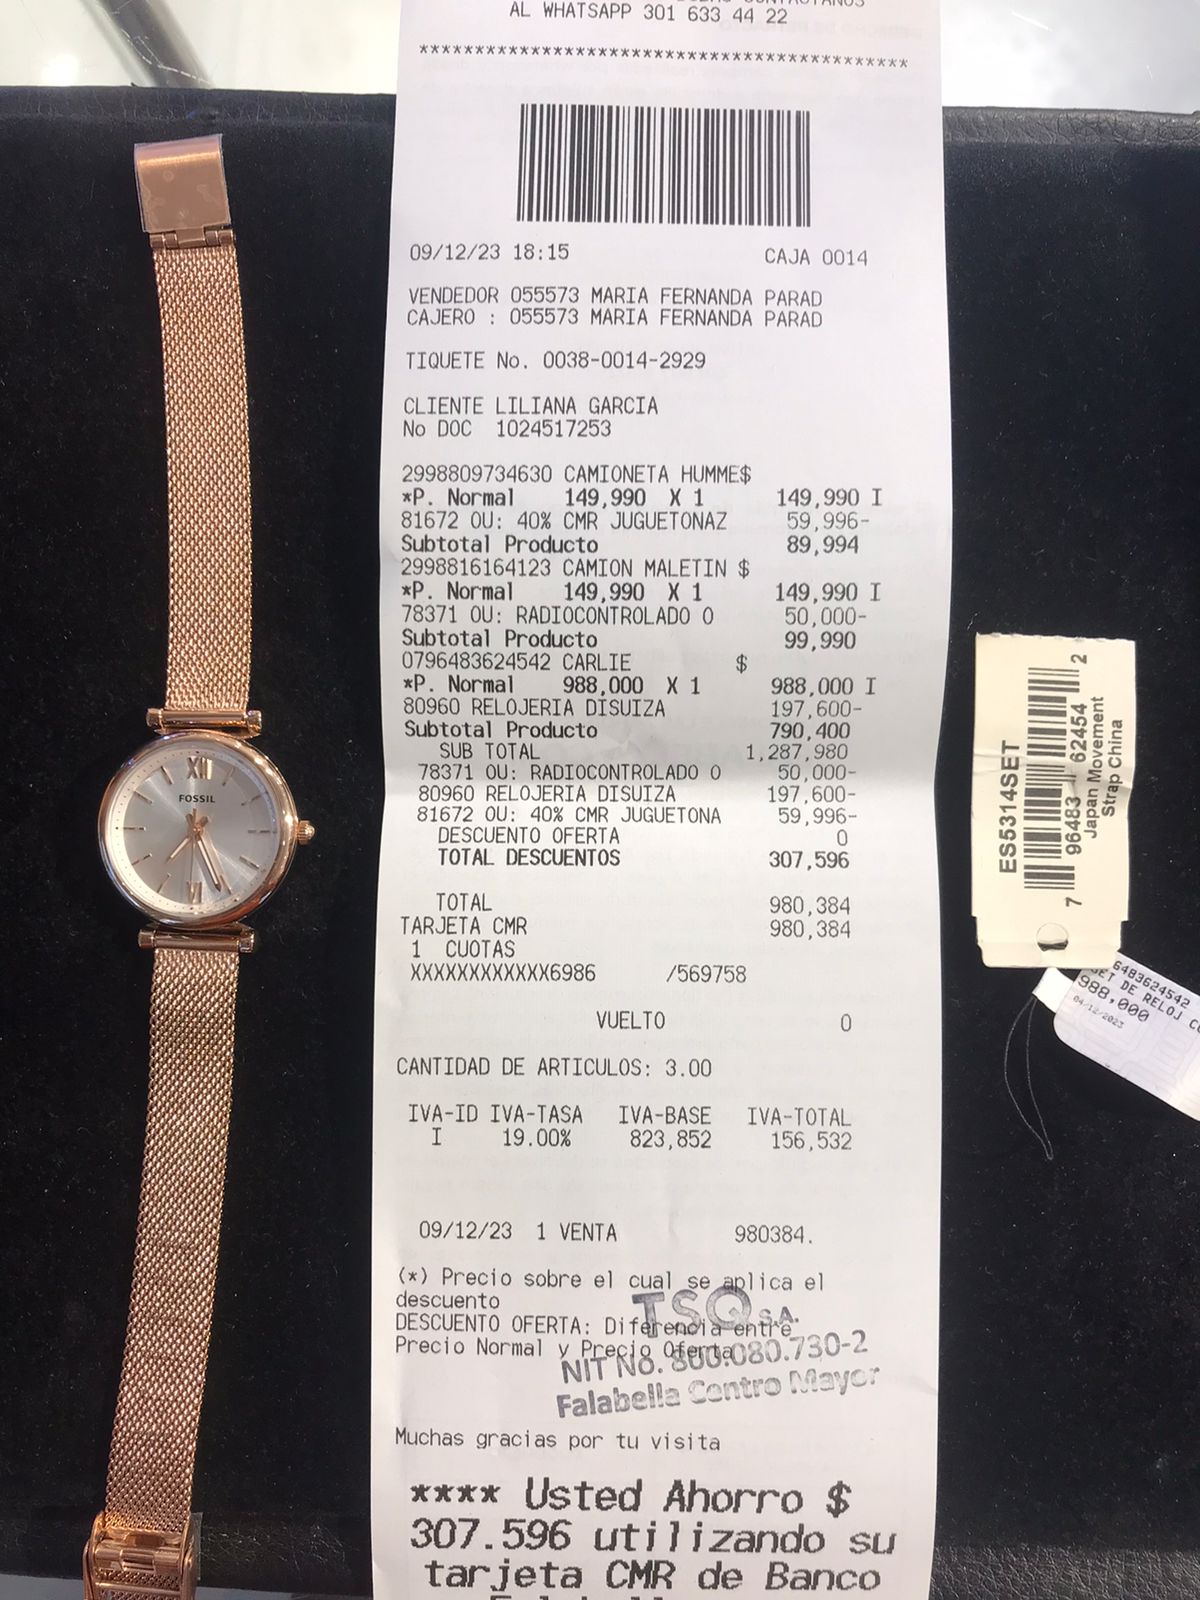 AL WHATSAPP 301 633 44 22
*******************************************
09/12/23 18:15 CAJA 0014
VENDEDOR 055573 MARIA FERNANDA PARAD
CAJERO : 055573 MARIA FERNANDA PARAD
TIQUETE No. 0038-0014-2929
CLIENTE LILIANA GARCIA
No DOC 1024517253
2998809734630 CAMIONETA HUMME$
*P. Normal 149,990 X 1 149,990 I
81672 OU: 40% CMR JUGUETONAZ 59,996-
Subtotal Producto 89,994
2998816164123 CAMION MALETIN $
*P. Normal 149,990 X 1 149,990 I
78371 OU: RADIOCONTROLADO O 50,000-
Subtotal Producto 99,990
0796483624542 CARLIE $
*P. Normal 988,000 X 1 988,000 I
80960 RELOJERIA DISUIZA 197,600-
Subtotal Producto 790,400
SUB TOTAL 1,287,980
78371 OU: RADIOCONTROLADO O 50,000-
80960 RELOJERIA DISUIZA 197,600-
81672 OU: 40% CMR JUGUETONA 59,996-
DESCUENTO OFERTA 0
TOTAL DESCUENTOS 307,596
TOTAL 980,384
TARJETA CMR 980,384
1 CUOTAS
XXXXXXXXXXXX6986 /569758
VUELTO 0
CANTIDAD DE ARTICULOS: 3.00
IVA-ID IVA-TASA IVA-BASE IVA-TOTAL
I 19.00% 823,852 156,532
09/12/23 1 VENTA 980384.
(*) Precio sobre el cual se aplica el
descuento
DESCUENTO OFERTA: Diferencia entre
Precio Normal y Precio Oferta
TSQ S.A.
NIT No. 800.080.730-2
Falabella Centro Mayor
Muchas gracias por tu visita
**** Usted Ahorro $
307.596 utilizando su
tarjeta CMR de Banco
XII
FOSSIL
VI
ES5314SET
7 96483 62454 2
Japan Movement
Strap China
6483624542
SET DE RELOJ
988,000
04/12/2023